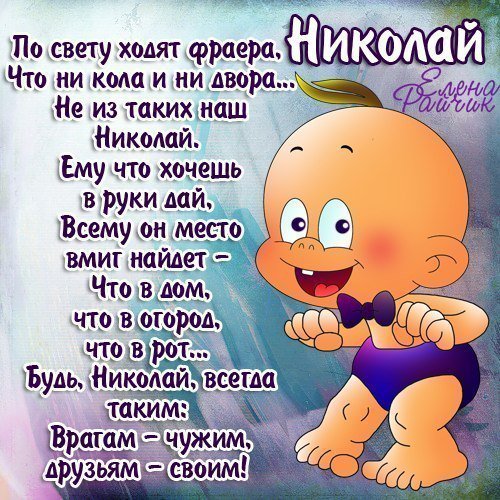 Николай
Елена
Райчик
По свету ходят фраера,
Что ни кола и ни двора...
Не из таких наш
Николай.
Ему что хочешь
в руки дай,
Всему он место
вмиг найдет –
Что в дом,
что в огород,
что в рот...
Будь, Николай, всегда
таким:
Врагам – чужим,
друзьям – своим!